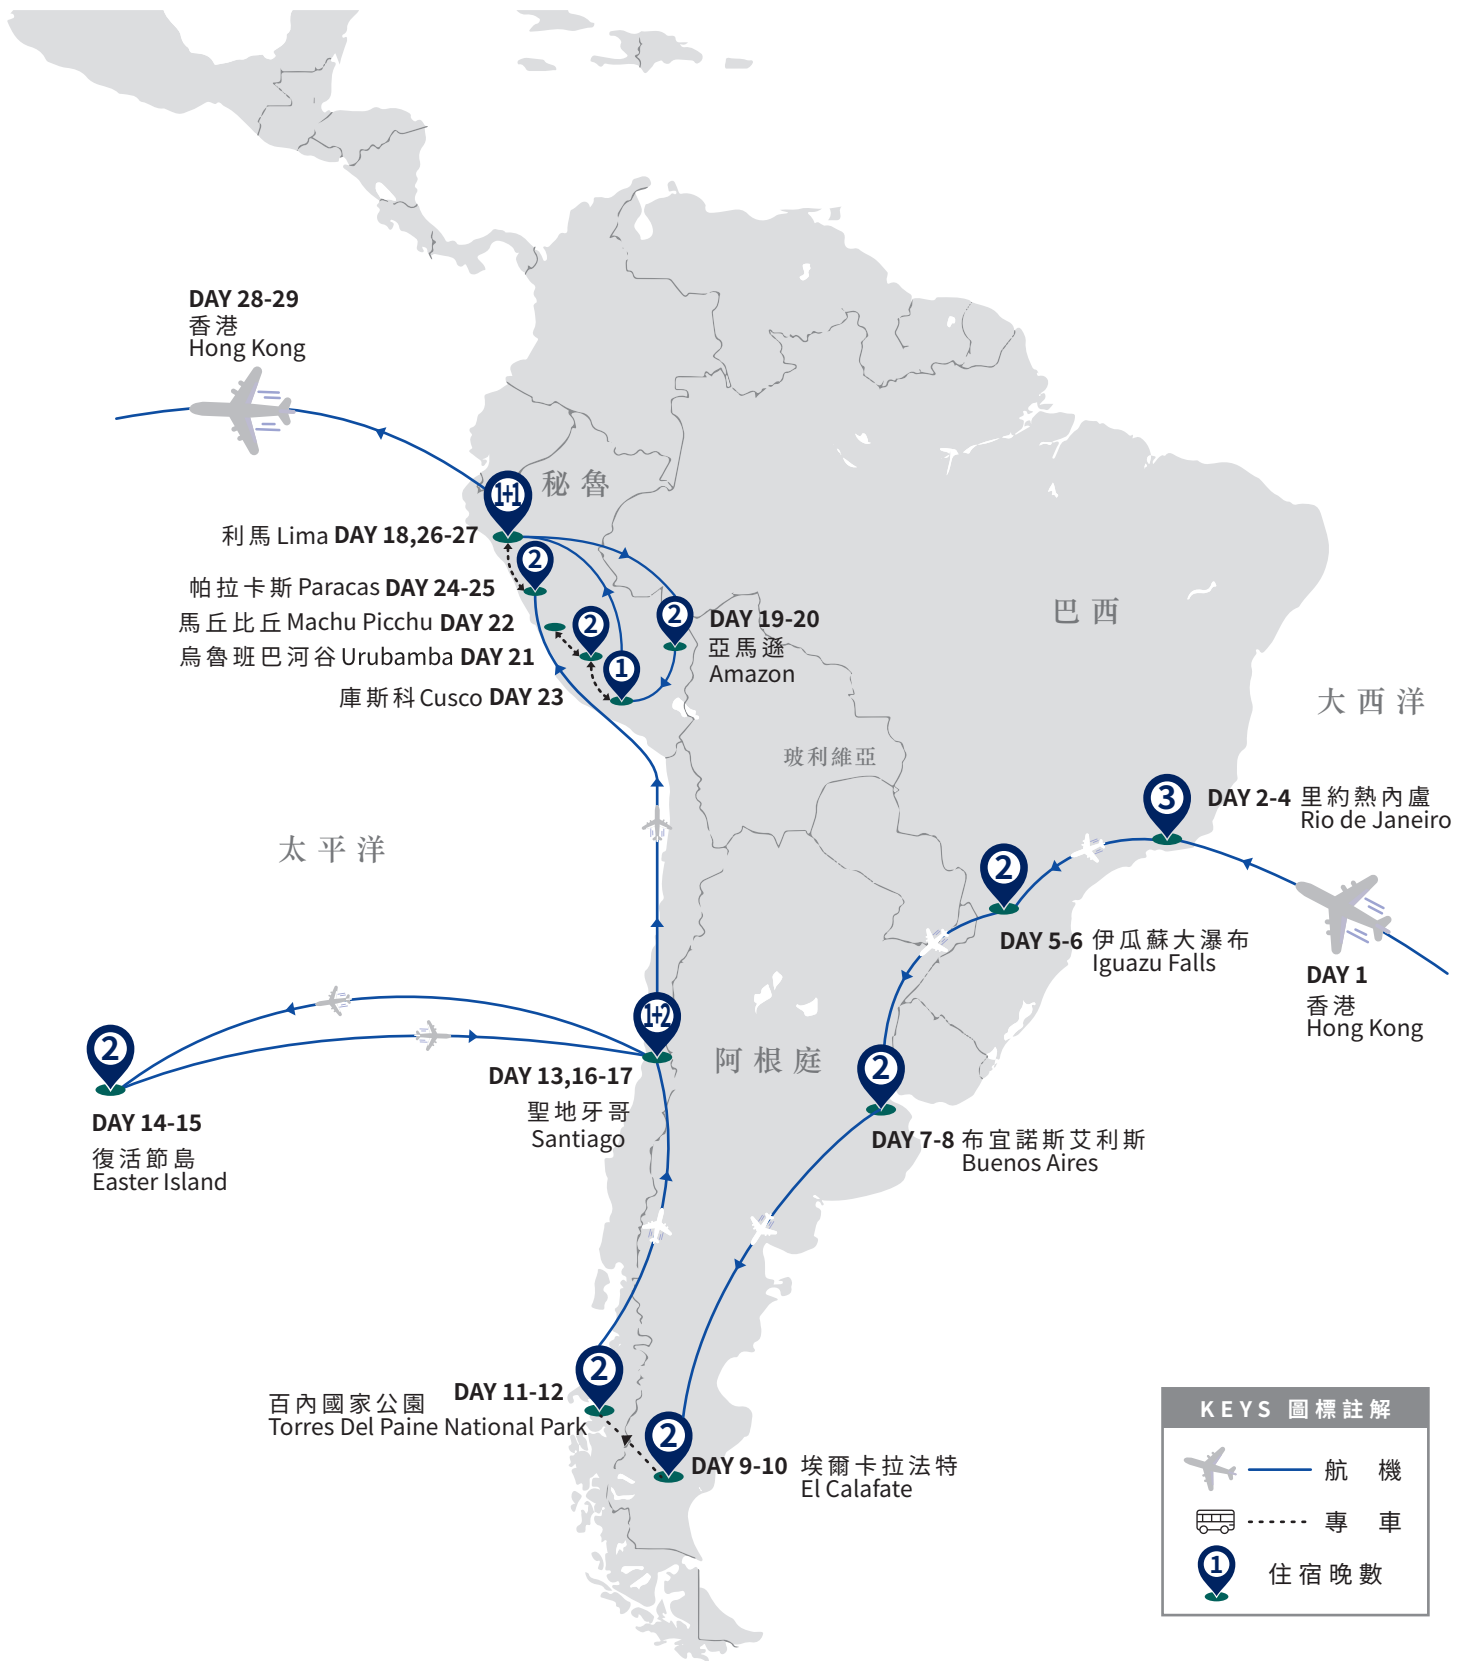 DAY 28-29
香港
Hong Kong
1+1
秘魯
利馬 Lima DAY 18,26-27
2
帕拉卡斯 Paracas DAY 24-25
馬丘比丘 Machu Picchu DAY 22
2
2
DAY 19-20
亞馬遜
Amazon
烏魯班巴河谷 Urubamba DAY 21
1
庫斯科 Cusco DAY 23
巴西
大西洋
玻利維亞
太平洋
3
DAY 2-4 里約熱內盧
Rio de Janeiro
2
DAY 5-6 伊瓜蘇大瀑布
Iguazu Falls
DAY 1
香港
Hong Kong
2
DAY 14-15
復活節島
Easter Island
1+2
DAY 13,16-17
聖地牙哥
Santiago
阿根庭
2
DAY 7-8 布宜諾斯艾利斯
Buenos Aires
2
DAY 11-12
百內國家公園
Torres Del Paine National Park
2
DAY 9-10 埃爾卡拉法特
El Calafate
KEYS 圖標註解
航機
專車
1
住宿晚數